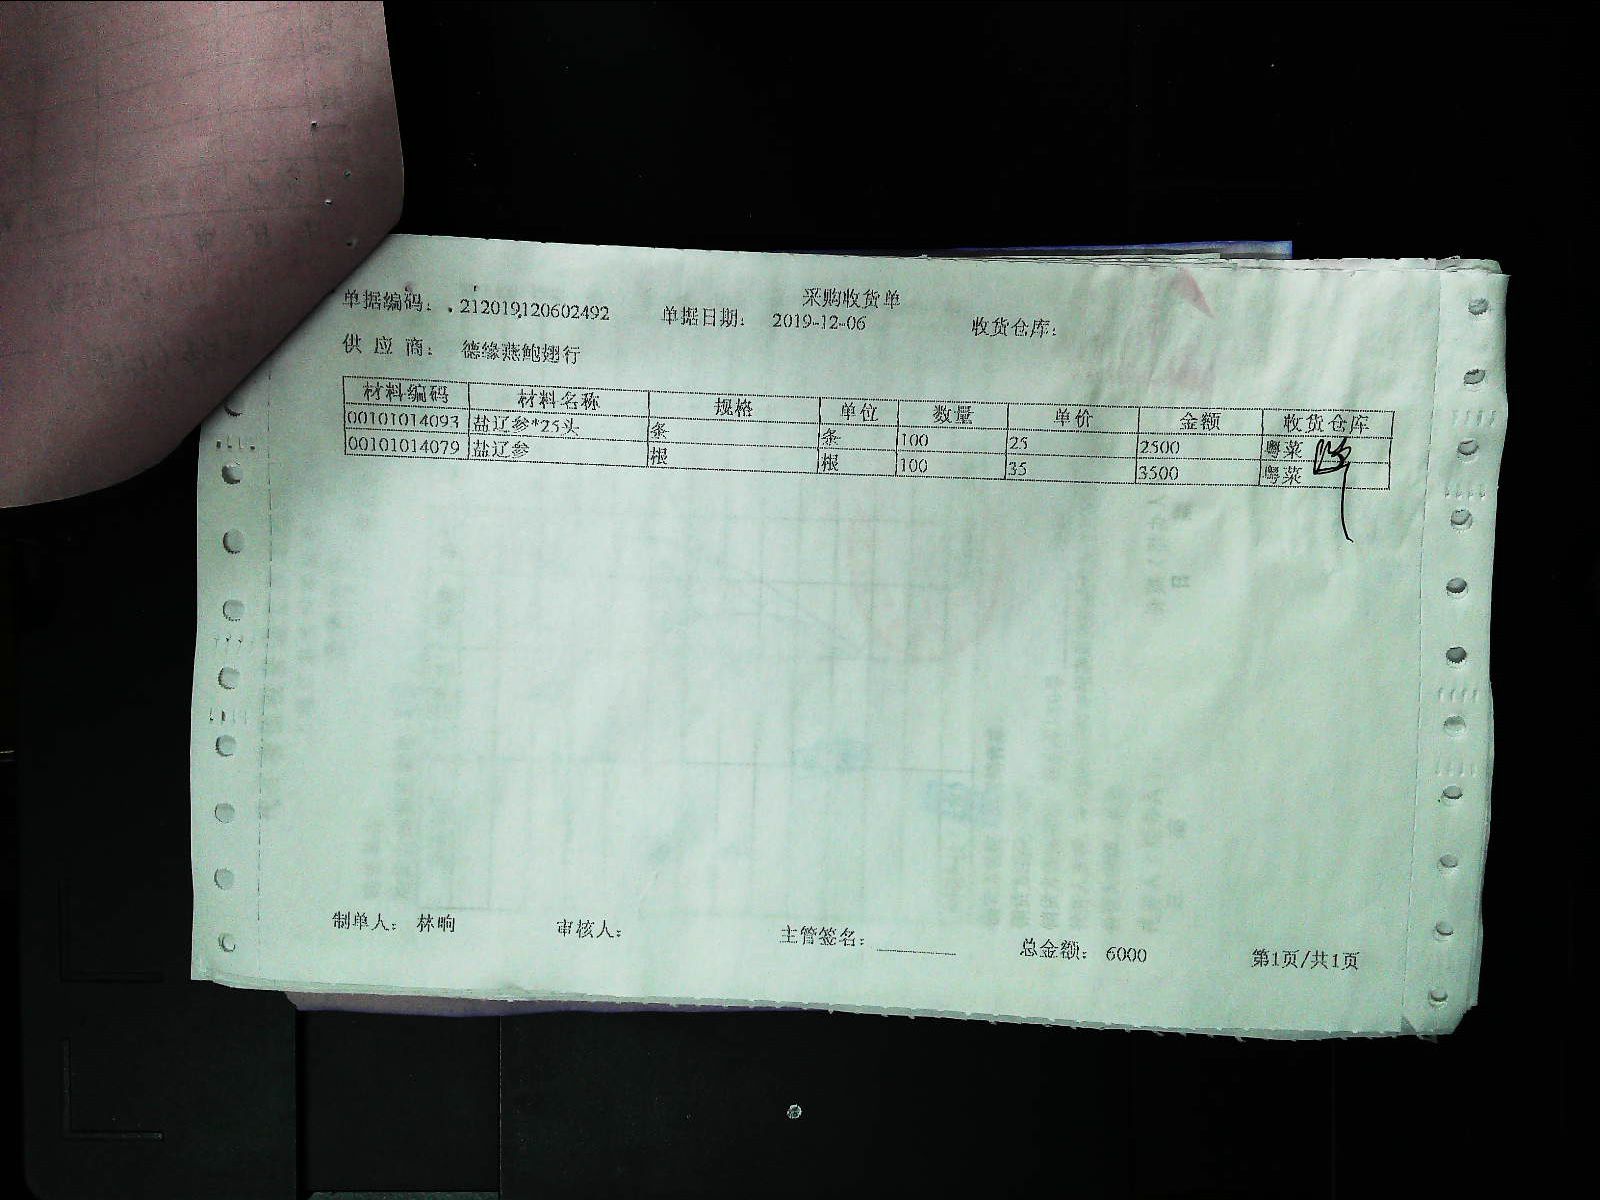 采购收货单
单据编码： 212019120602492 单据日期： 2019-12-06 收货仓库：
供 应 商： 德缘燕鲍翅行
材料编码 材料名称 规格 单位 数量 单价 金额 收货仓库
00101014093 盐辽参*25头 条 条 100 25 2500 粤菜
00101014079 盐辽参 根 根 100 35 3500 粤菜
制单人： 林晌 审核人： 主管签名： 总金额： 6000 第1页/共1页